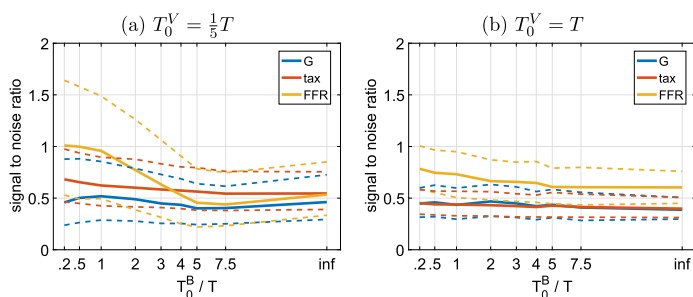 (a) T_0^V = 1/5 T
signal to noise ratio
2
1.5
1
0.5
0
G
tax
FFR
.2 .5 1 2 3 4 5 7.5 inf
T_0^B / T
(b) T_0^V = T
signal to noise ratio
2
1.5
1
0.5
0
G
tax
FFR
.2 .5 1 2 3 4 5 7.5 inf
T_0^B / T